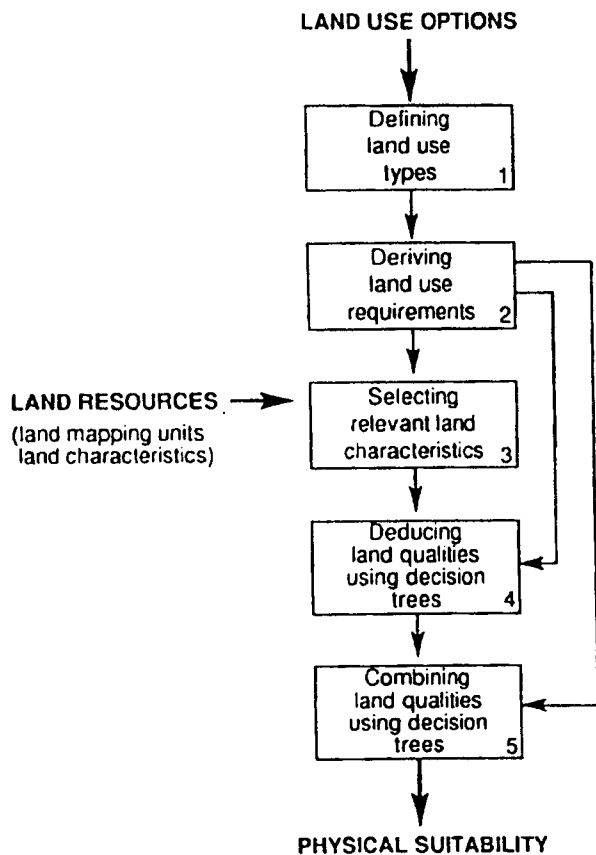 LAND USE OPTIONS
Defining
land use
types
1
Deriving
land use
requirements
2
LAND RESOURCES
(land mapping units
land characteristics)
Selecting
relevant land
characteristics
3
Deducing
land qualities
using decision
trees
4
Combining
land qualities
using decision
trees
5
PHYSICAL SUITABILITY